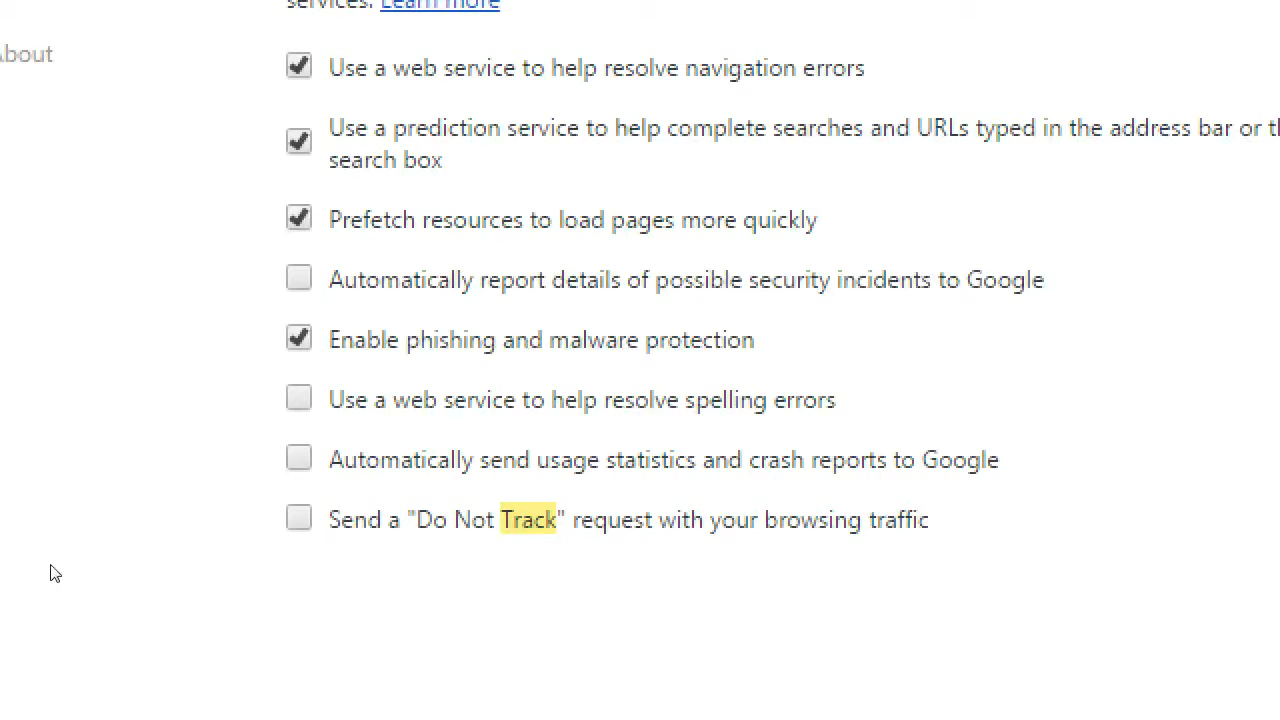 services. Learn more
About
Use a web service to help resolve navigation errors
Use a prediction service to help complete searches and URLs typed in the address bar or
search box
Prefetch resources to load pages more quickly
Automatically report details of possible security incidents to Google
Enable phishing and malware protection
Use a web service to help resolve spelling errors
Automatically send usage statistics and crash reports to Google
Send a "Do Not Track" request with your browsing traffic